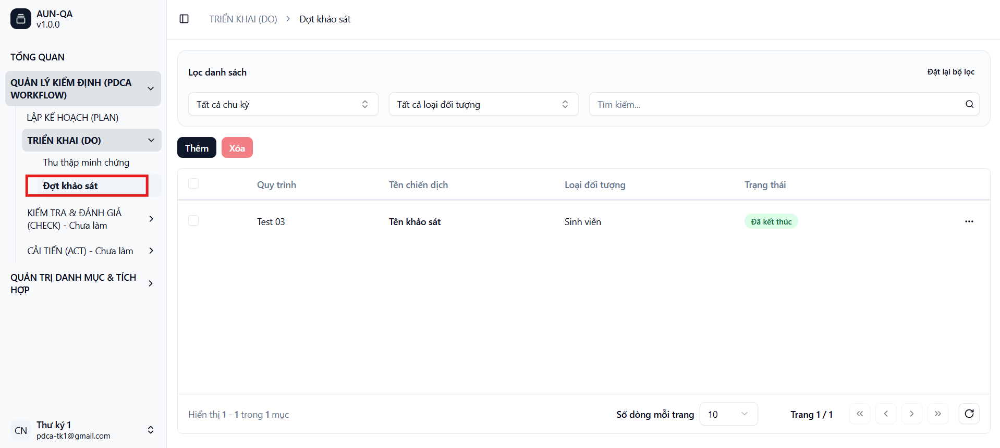 AUN-QA
v1.0.0
TỔNG QUAN
QUẢN LÝ KIỂM ĐỊNH (PDCA
WORKFLOW)
LẬP KẾ HOẠCH (PLAN)
TRIỂN KHAI (DO)
Thu thập minh chứng
Đợt khảo sát
KIỂM TRA & ĐÁNH GIÁ
(CHECK) - Chưa làm
CẢI TIẾN (ACT) - Chưa làm
QUẢN TRỊ DANH MỤC & TÍCH
HỢP
CN
Thư ký 1
pdca-tk1@gmail.com
TRIỂN KHAI (DO) > Đợt khảo sát
Lọc danh sách
Đặt lại bộ lọc
Tất cả chu kỳ
Tất cả loại đối tượng
Tìm kiếm...
Thêm
Xóa
Quy trình Tên chiến dịch Loại đối tượng Trạng thái
Test 03 Tên khảo sát Sinh viên Đã kết thúc ...
Hiển thị 1 - 1 trong 1 mục
Số dòng mỗi trang 10
Trang 1 / 1